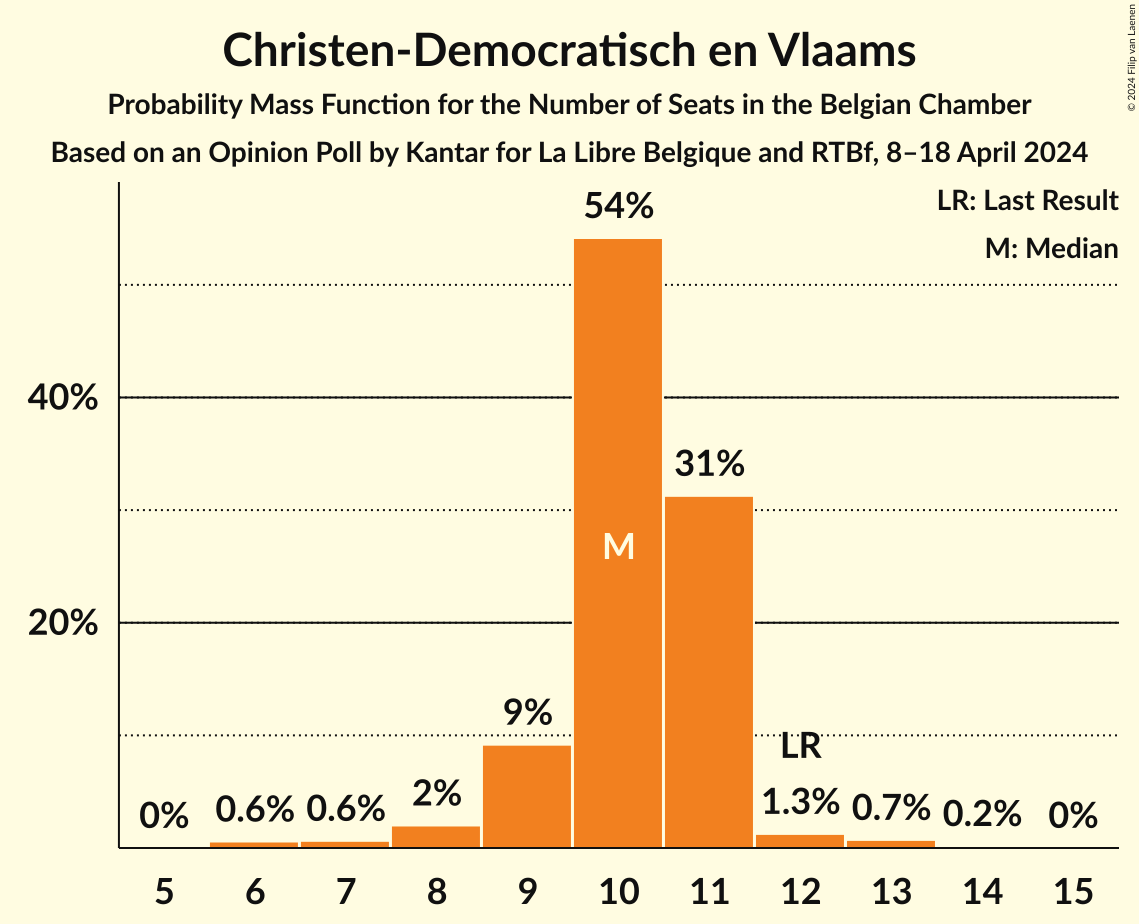 Christen-Democratisch en Vlaams
Probability Mass Function for the Number of Seats in the Belgian Chamber
Based on an Opinion Poll by Kantar for La Libre Belgique and RTBf, 8–18 April 2024
© 2024 Filip van Laenen
LR: Last Result
M: Median
54%
40%
31%
M
20%
9%
LR
0% 0.6% 0.6% 2% 1.3% 0.7% 0.2% 0%
5 6 7 8 9 10 11 12 13 14 15